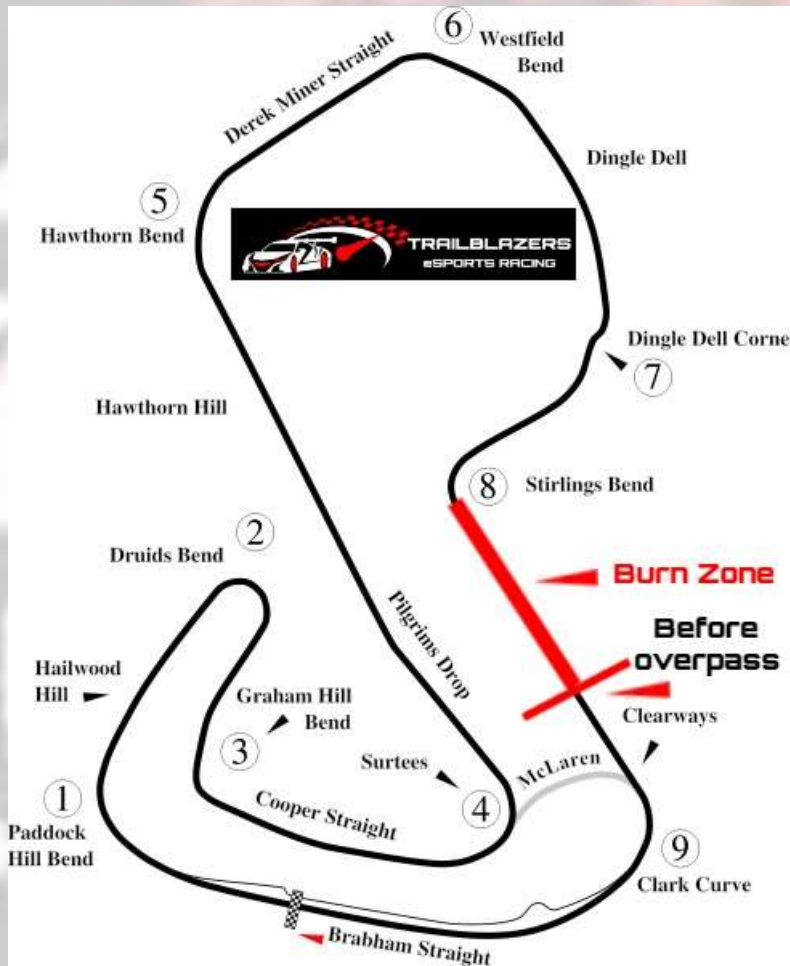 6
Westfield
Bend
Derek Miner Straight
Dingle Dell
5
Hawthorn Bend
TRAILBLAZERS
eSPORTS RACING
Dingle Dell Corne
7
Hawthorn Hill
8
Stirlings Bend
2
Druids Bend
Burn Zone
Pilgrims Drop
Before
overpass
Hailwood
Hill
Graham Hill
Bend
3
Clearways
McLaren
Surtees
4
1
Paddock
Hill Bend
Cooper Straight
9
Clark Curve
Brabham Straight